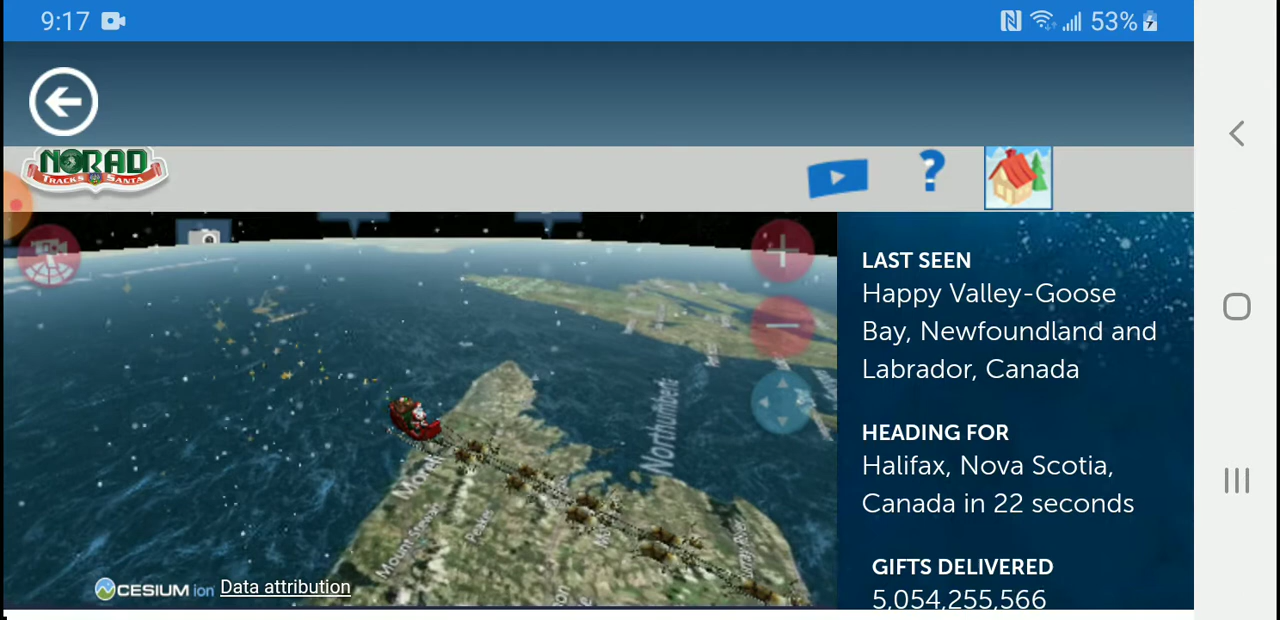 9:17
53%
NORAD
TRACKS SANTA
?
LAST SEEN
Happy Valley-Goose
Bay, Newfoundland and
Labrador, Canada
HEADING FOR
Halifax, Nova Scotia,
Canada in 22 seconds
GIFTS DELIVERED
5,054,255,566
Morell
CESIUM ion Data attribution